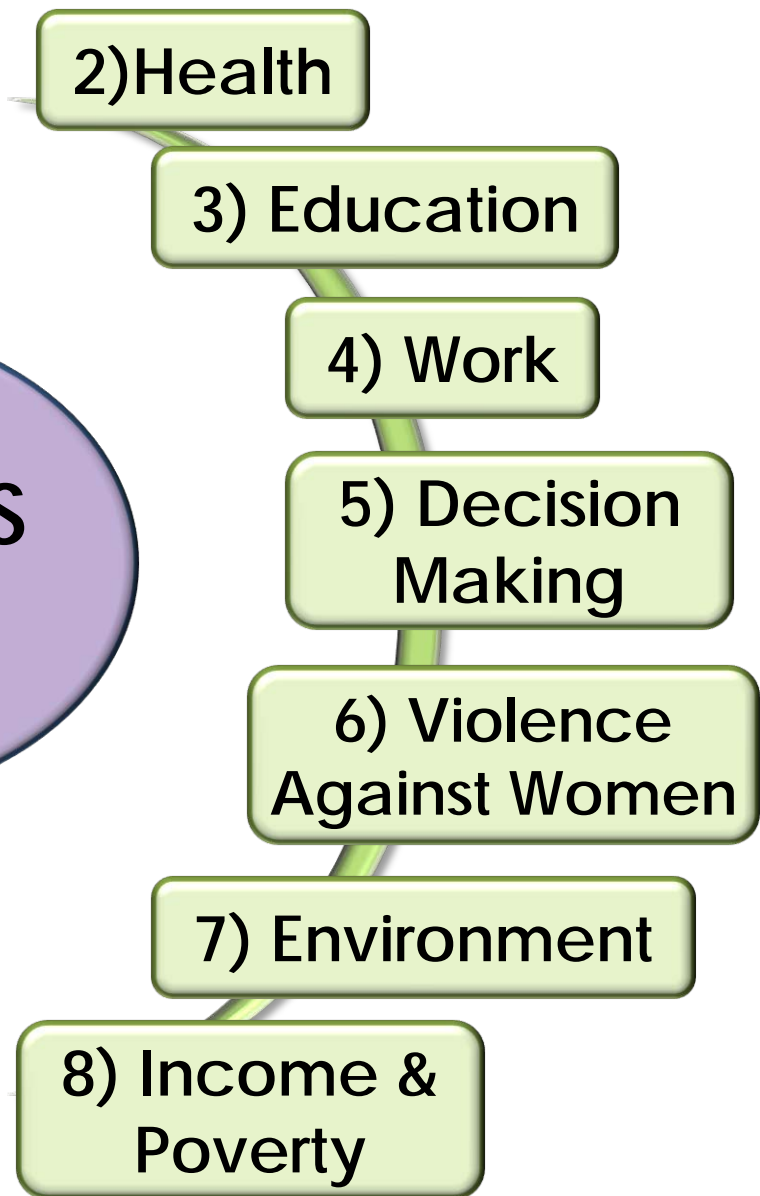 2)Health
3) Education
4) Work
S
5) Decision
Making
6) Violence
Against Women
7) Environment
8) Income &
Poverty